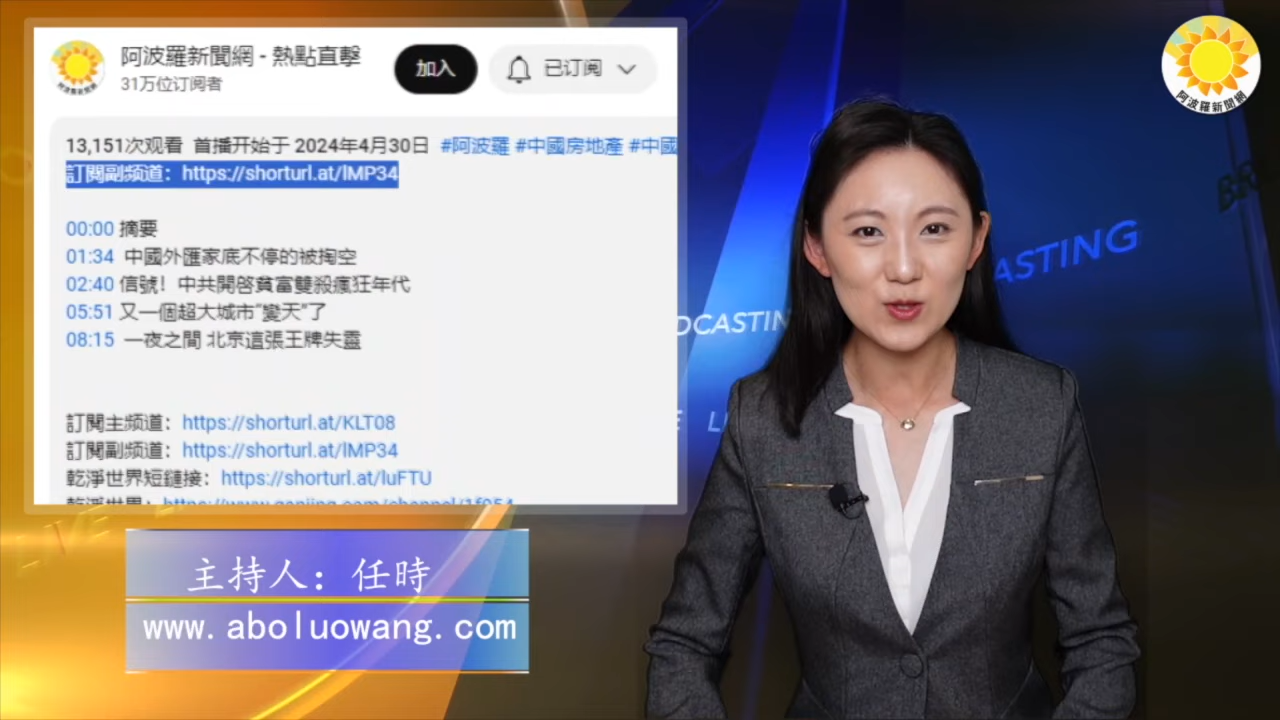 阿波羅新聞網 - 熱點直擊
31万位订阅者
加入
已订阅
13,151次观看 首播开始于 2024年4月30日 #阿波羅 #中國房地產 #中國
訂閱副頻道：https://shorturl.at/lMP34
00:00 摘要
01:34 中國外匯家底不停的被掏空
02:40 信號！中共開啓貧富雙殺瘋狂年代
05:51 又一個超大城市“變天”了
08:15 一夜之間 北京這張王牌失靈
訂閱主頻道：https://shorturl.at/KLT08
訂閱副頻道：https://shorturl.at/lMP34
乾淨世界短鏈接：https://shorturl.at/luFTU
主持人：任時
www.aboluowang.com
阿波羅新聞網
ASTING
DCASTIN
LIVE